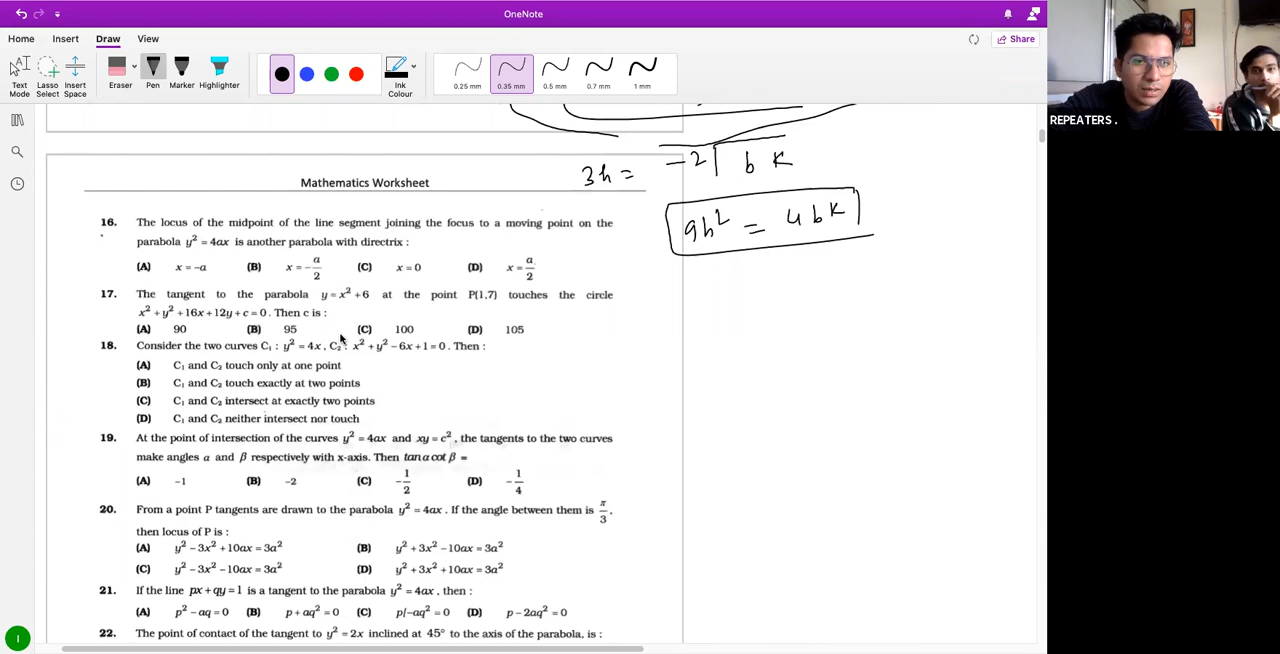 OneNote
Home Insert Draw View Share
Text Mode Lasso Select Insert Space Eraser Pen Marker Highlighter Ink Colour 0.25 mm 0.35 mm 0.5 mm 0.7 mm 1 mm
REPEATERS .
3h = -2√bk
9h² = 4bk
Mathematics Worksheet
16. The locus of the midpoint of the line segment joining the focus to a moving point on the
parabola y² = 4ax is another parabola with directrix :
(A) x = -a (B) x = -a/2 (C) x = 0 (D) x = a/2
17. The tangent to the parabola y = x² + 6 at the point P(1,7) touches the circle
x² + y² + 16x + 12y + c = 0. Then c is :
(A) 90 (B) 95 (C) 100 (D) 105
18. Consider the two curves C₁ : y² = 4x, C₂ : x² + y² - 6x + 1 = 0. Then :
(A) C₁ and C₂ touch only at one point
(B) C₁ and C₂ touch exactly at two points
(C) C₁ and C₂ intersect at exactly two points
(D) C₁ and C₂ neither intersect nor touch
19. At the point of intersection of the curves y² = 4ax and xy = c², the tangents to the two curves
make angles α and β respectively with x-axis. Then tan α cot β =
(A) -1 (B) -2 (C) -1/2 (D) -1/4
20. From a point P tangents are drawn to the parabola y² = 4ax. If the angle between them is π/3,
then locus of P is :
(A) y² - 3x² + 10ax = 3a² (B) y² + 3x² - 10ax = 3a²
(C) y² - 3x² - 10ax = 3a² (D) y² + 3x² + 10ax = 3a²
21. If the line px + qy = 1 is a tangent to the parabola y² = 4ax, then :
(A) p² - aq = 0 (B) p + aq² = 0 (C) p/-aq² = 0 (D) p - 2aq² = 0
22. The point of contact of the tangent to y² = 2x inclined at 45° to the axis of the parabola, is :
I